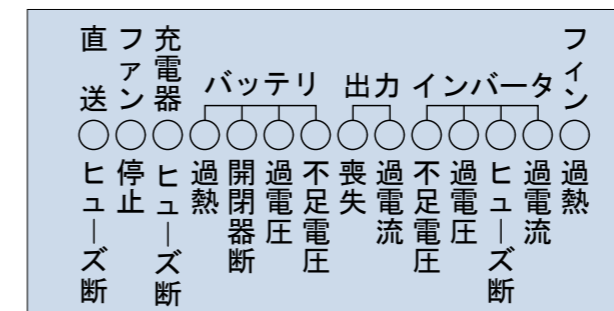 直送
ファン
充電器
バッテリ
出力
インバータ
フィン
ヒューズ断
停止
ヒューズ断
過熱
開閉器断
過電圧
不足電圧
喪失
過電流
不足電圧
過電圧
ヒューズ断
過電流
過熱